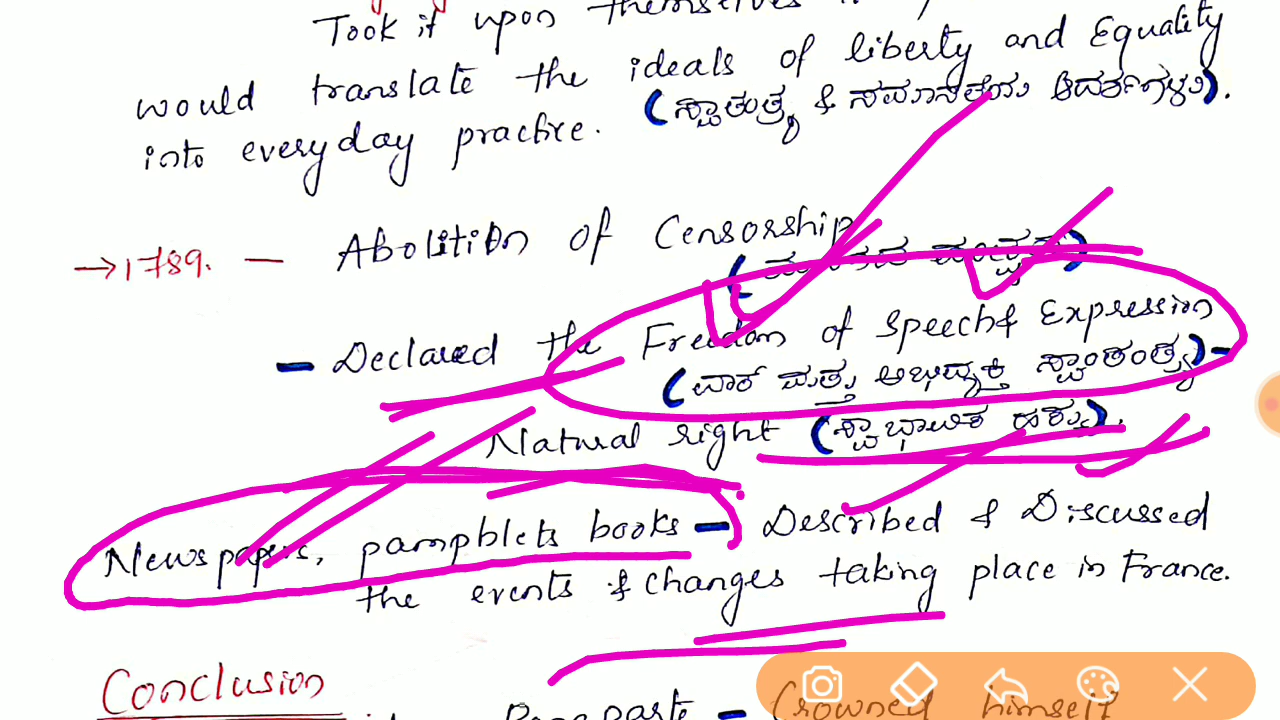 Took it upon themselves
would translate the ideals of liberty and Equality
into everyday practice. (ಸ್ವಾತಂತ್ರ್ಯ & ಸಮಾನತೆಯ ಆದರ್ಶಗಳು).
→1789. — Abolition of Censorship
- Declared the Freedom of Speech & Expression
(ವಾಕ್ ಮತ್ತು ಅಭಿವ್ಯಕ್ತಿ ಸ್ವಾತಂತ್ರ್ಯ) -
Natural right (ಸ್ವಾಭಾವಿಕ ಹಕ್ಕು).
Newspapers, pampblets books - Described & Discussed
the events & changes taking place in France.
Conclusion
- Crowned himself